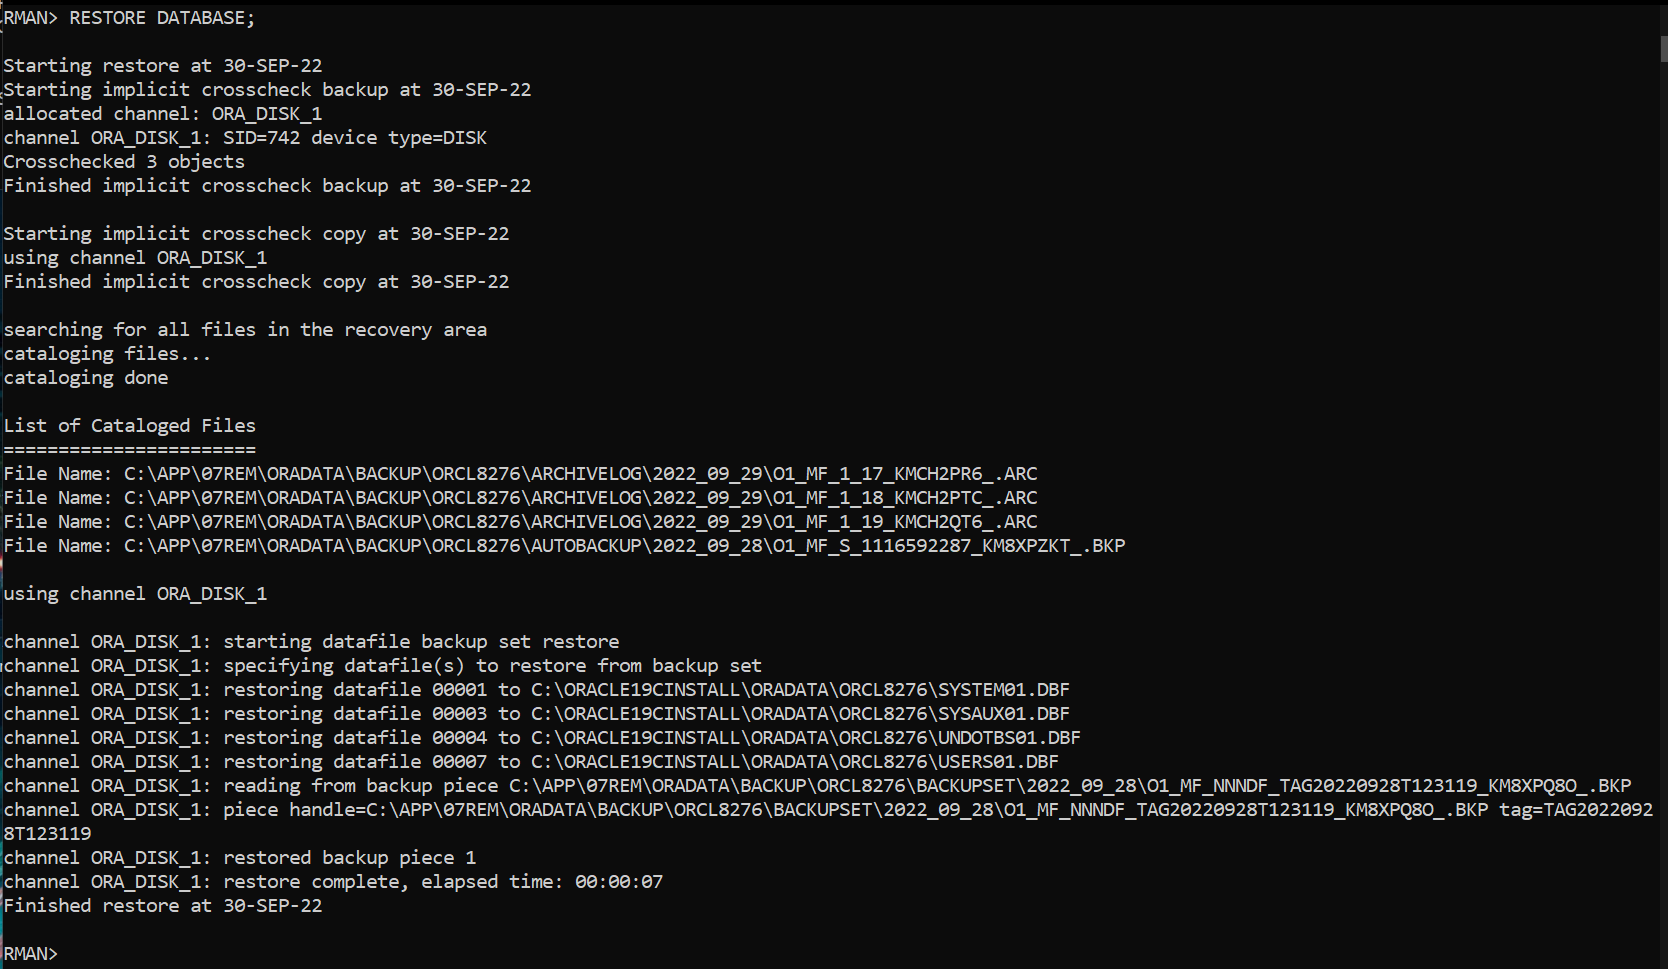 RMAN> RESTORE DATABASE;
Starting restore at 30-SEP-22
Starting implicit crosscheck backup at 30-SEP-22
allocated channel: ORA_DISK_1
channel ORA_DISK_1: SID=742 device type=DISK
Crosschecked 3 objects
Finished implicit crosscheck backup at 30-SEP-22
Starting implicit crosscheck copy at 30-SEP-22
using channel ORA_DISK_1
Finished implicit crosscheck copy at 30-SEP-22
searching for all files in the recovery area
cataloging files...
cataloging done
List of Cataloged Files
=======================
File Name: C:\APP\07REM\ORADATA\BACKUP\ORCL8276\ARCHIVELOG\2022_09_29\O1_MF_1_17_KMCH2PR6_.ARC
File Name: C:\APP\07REM\ORADATA\BACKUP\ORCL8276\ARCHIVELOG\2022_09_29\O1_MF_1_18_KMCH2PTC_.ARC
File Name: C:\APP\07REM\ORADATA\BACKUP\ORCL8276\ARCHIVELOG\2022_09_29\O1_MF_1_19_KMCH2QT6_.ARC
File Name: C:\APP\07REM\ORADATA\BACKUP\ORCL8276\AUTOBACKUP\2022_09_28\O1_MF_S_1116592287_KM8XPZKT_.BKP
using channel ORA_DISK_1
channel ORA_DISK_1: starting datafile backup set restore
channel ORA_DISK_1: specifying datafile(s) to restore from backup set
channel ORA_DISK_1: restoring datafile 00001 to C:\ORACLE19CINSTALL\ORADATA\ORCL8276\SYSTEM01.DBF
channel ORA_DISK_1: restoring datafile 00003 to C:\ORACLE19CINSTALL\ORADATA\ORCL8276\SYSAUX01.DBF
channel ORA_DISK_1: restoring datafile 00004 to C:\ORACLE19CINSTALL\ORADATA\ORCL8276\UNDOTBS01.DBF
channel ORA_DISK_1: restoring datafile 00007 to C:\ORACLE19CINSTALL\ORADATA\ORCL8276\USERS01.DBF
channel ORA_DISK_1: reading from backup piece C:\APP\07REM\ORADATA\BACKUP\ORCL8276\BACKUPSET\2022_09_28\O1_MF_NNNDF_TAG20220928T123119_KM8XPQ8O_.BKP
channel ORA_DISK_1: piece handle=C:\APP\07REM\ORADATA\BACKUP\ORCL8276\BACKUPSET\2022_09_28\O1_MF_NNNDF_TAG20220928T123119_KM8XPQ8O_.BKP tag=TAG2022092
8T123119
channel ORA_DISK_1: restored backup piece 1
channel ORA_DISK_1: restore complete, elapsed time: 00:00:07
Finished restore at 30-SEP-22
RMAN>